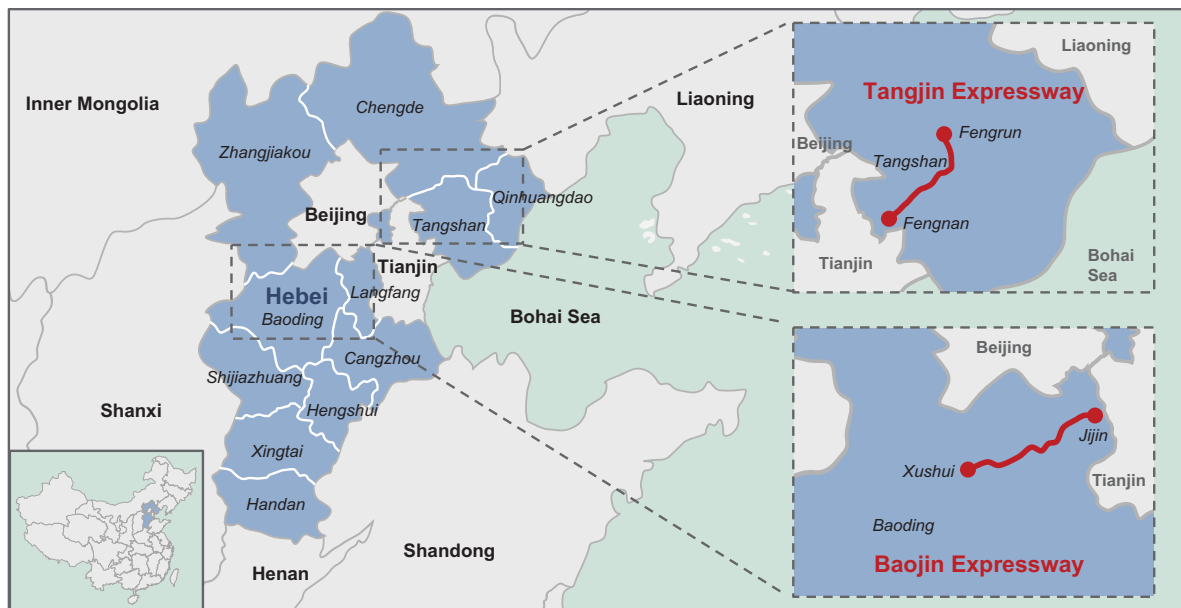 Inner Mongolia
Chengde
Zhangjiakou
Liaoning
Beijing
Qinhuangdao
Tangshan
Tianjin
Hebei
Langfang
Baoding
Bohai Sea
Cangzhou
Shijiazhuang
Hengshui
Shanxi
Xingtai
Handan
Henan
Shandong
Liaoning
Tangjin Expressway
Fengrun
Beijing
Tangshan
Fengnan
Tianjin
Bohai
Sea
Beijing
Jijin
Xushui
Tianjin
Baoding
Baojin Expressway